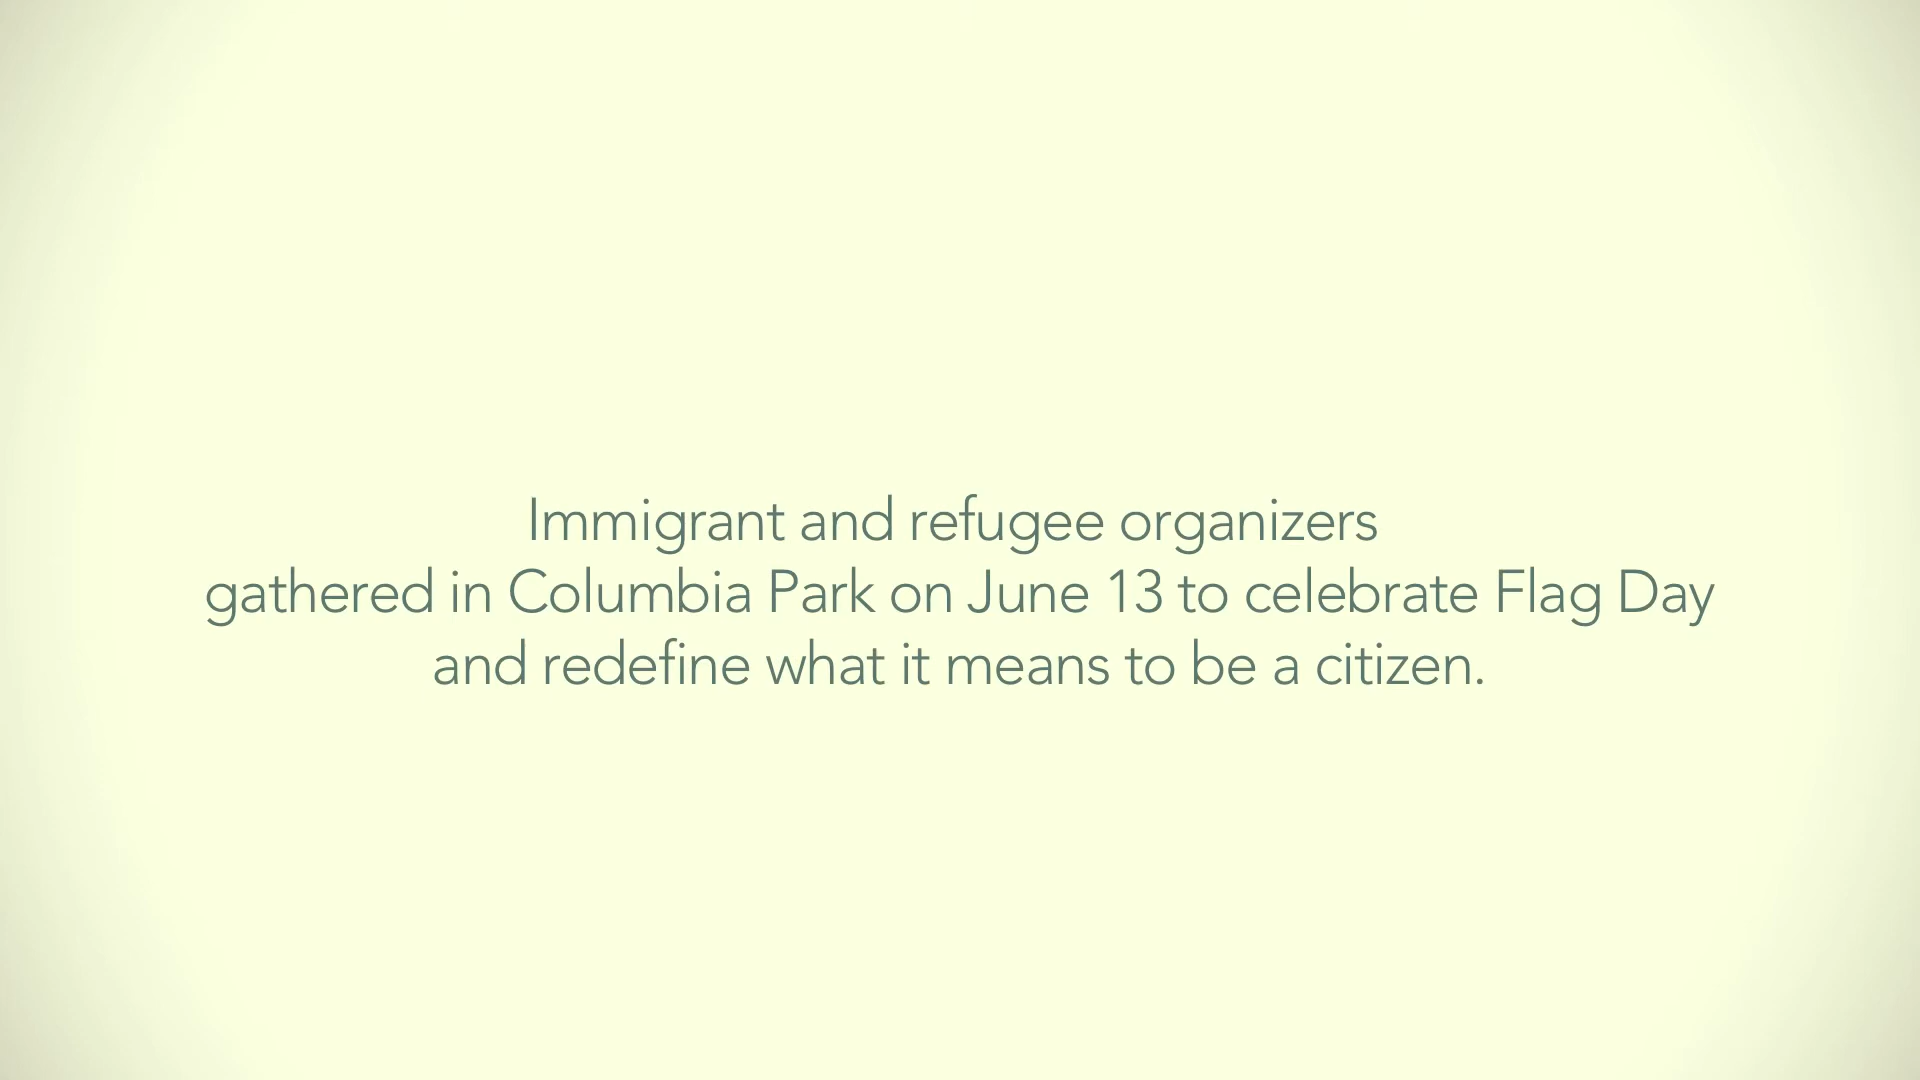 Immigrant and refugee organizers
gathered in Columbia Park on June 13 to celebrate Flag Day
and redefine what it means to be a citizen.